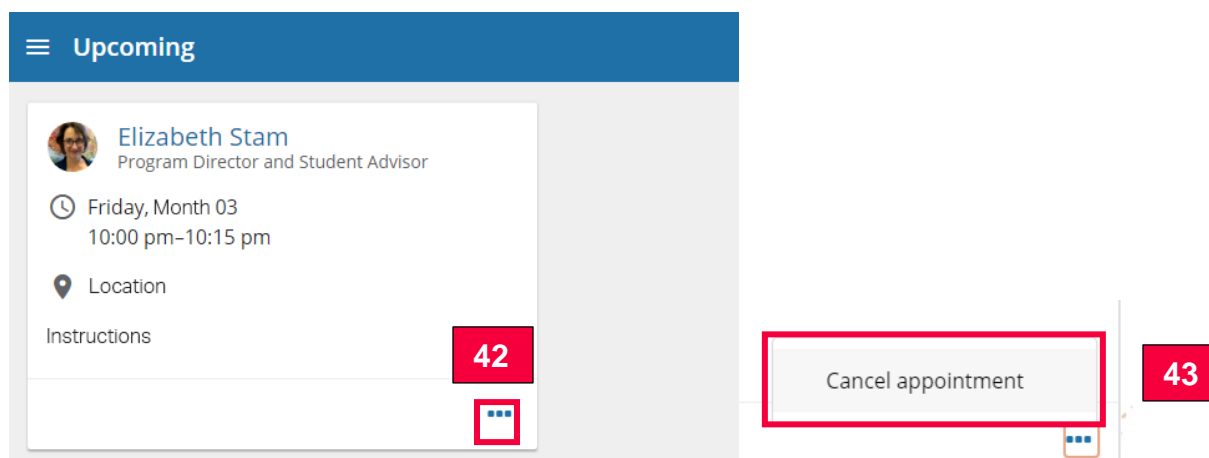 Upcoming
Elizabeth Stam
Program Director and Student Advisor
Friday, Month 03
10:00 pm–10:15 pm
Location
Instructions
42
Cancel appointment
43